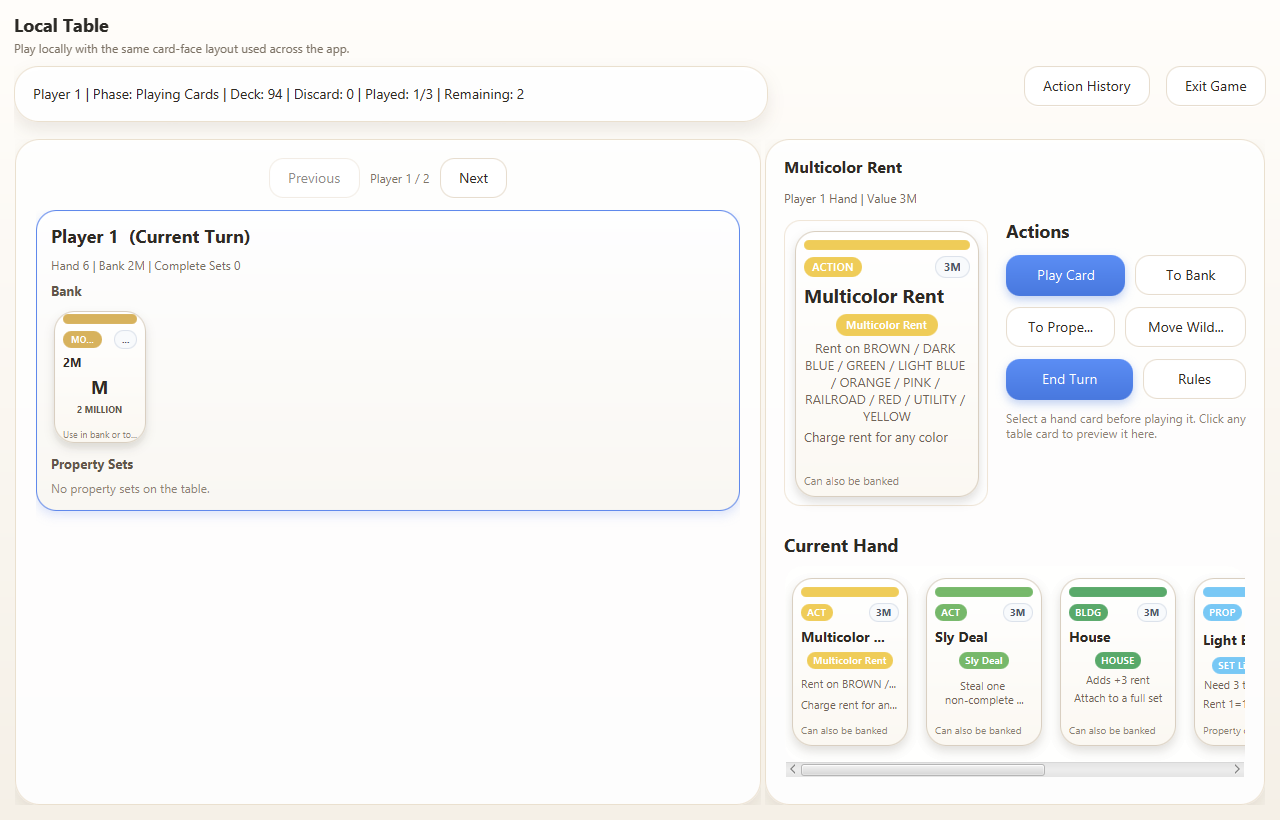 Local Table
Play locally with the same card-face layout used across the app.
Player 1 | Phase: Playing Cards | Deck: 94 | Discard: 0 | Played: 1/3 | Remaining: 2
Action History
Exit Game
Previous
Player 1 / 2
Next
Player 1 (Current Turn)
Hand 6 | Bank 2M | Complete Sets 0
Bank
MO...
...
2M
M
2 MILLION
Use in bank or to...
Property Sets
No property sets on the table.
Multicolor Rent
Player 1 Hand | Value 3M
ACTION
3M
Multicolor Rent
Multicolor Rent
Rent on BROWN / DARK
BLUE / GREEN / LIGHT BLUE
/ ORANGE / PINK /
RAILROAD / RED / UTILITY /
YELLOW
Charge rent for any color
Can also be banked
Actions
Play Card
To Bank
To Prope...
Move Wild...
End Turn
Rules
Select a hand card before playing it. Click any
table card to preview it here.
Current Hand
ACT
3M
Multicolor ...
Multicolor Rent
Rent on BROWN /...
Charge rent for an...
Can also be banked
ACT
3M
Sly Deal
Sly Deal
Steal one
non-complete ...
Can also be banked
BLDG
3M
House
HOUSE
Adds +3 rent
Attach to a full set
Can also be banked
PROP
Light
SET
Need 3
Rent 1=1
Property